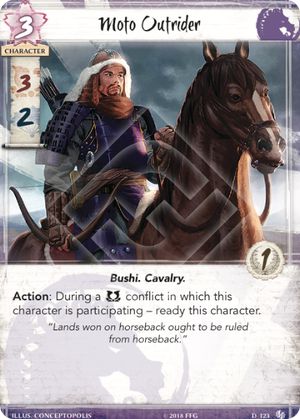 3
Moto Outrider
CHARACTER
3
2
1
Bushi. Cavalry.
Action: During a conflict in which this
character is participating – ready this character.
"Lands won on horseback ought to be ruled
from horseback."
ILLUS. CONCEPTOPOLIS © 2018 FFG D 123